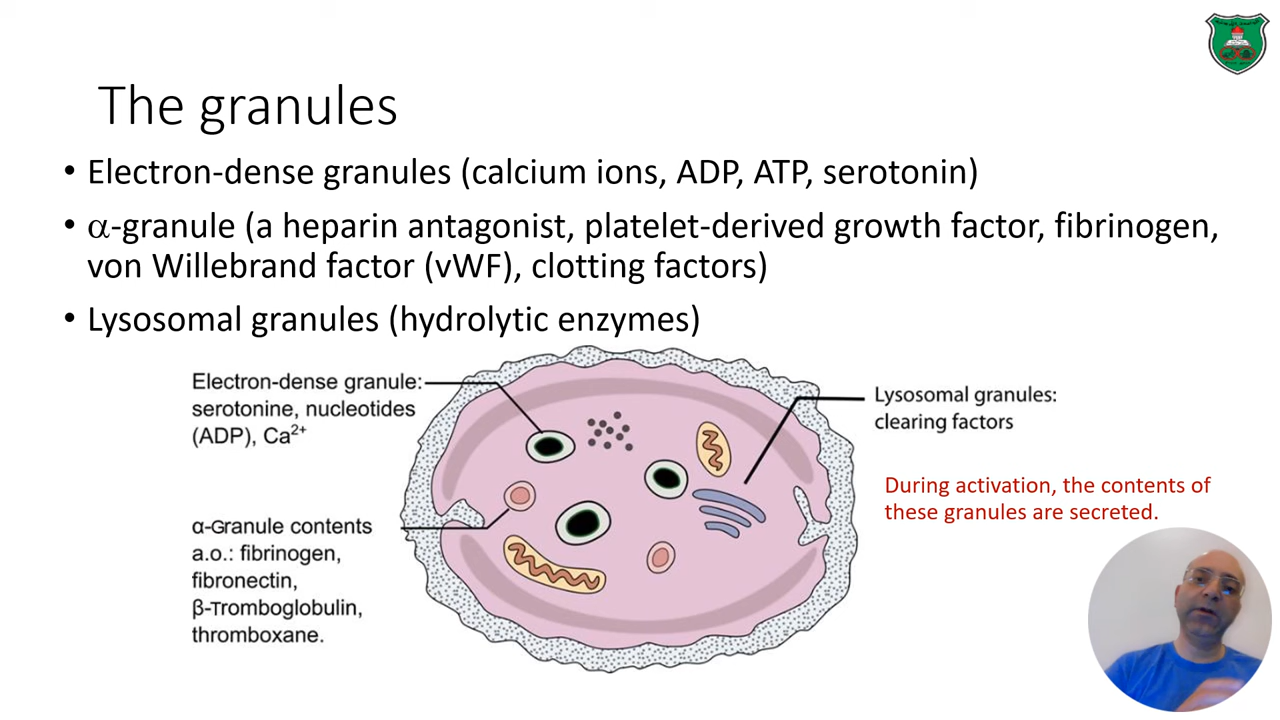 The granules
• Electron-dense granules (calcium ions, ADP, ATP, serotonin)
• α-granule (a heparin antagonist, platelet-derived growth factor, fibrinogen,
von Willebrand factor (vWF), clotting factors)
• Lysosomal granules (hydrolytic enzymes)
Electron-dense granule:
serotonine, nucleotides
(ADP), Ca²⁺
α-Granule contents
a.o.: fibrinogen,
fibronectin,
β-Tromboglobulin,
thromboxane.
Lysosomal granules:
clearing factors
During activation, the contents of
these granules are secreted.